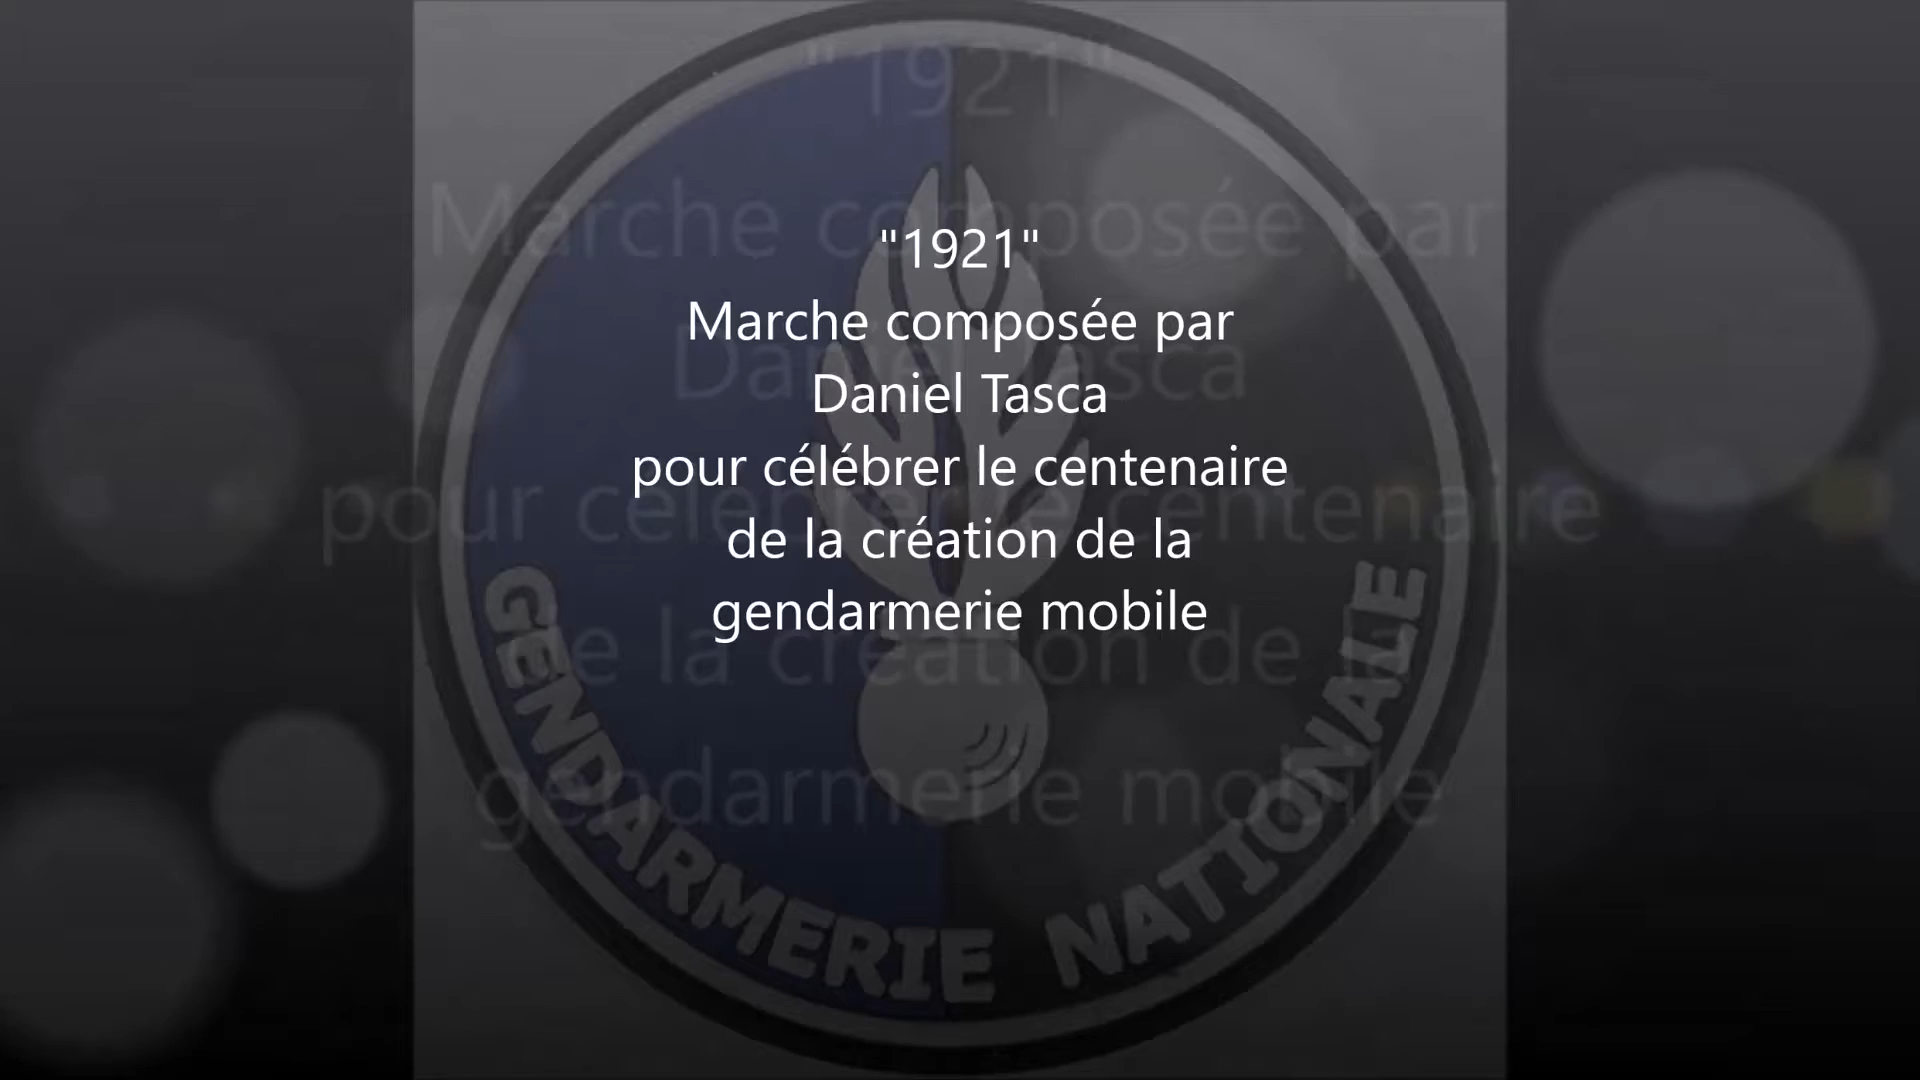 "1921"
Marche composée par
Daniel Tasca
pour célébrer le centenaire
de la création de la
gendarmerie mobile
GENDARMERIE NATIONALE